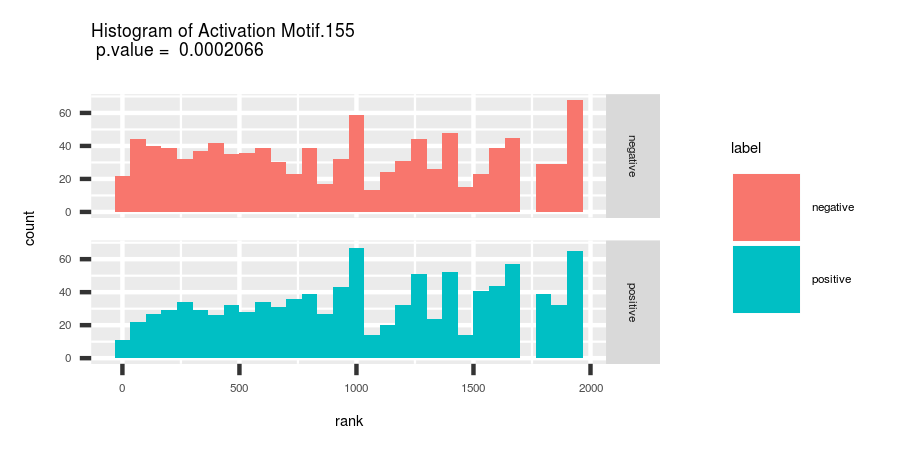 Histogram of Activation Motif.155
p.value = 0.0002066
count
60
40
20
0
negative
60
40
20
0
positive
0 500 1000 1500 2000
rank
label
negative
positive